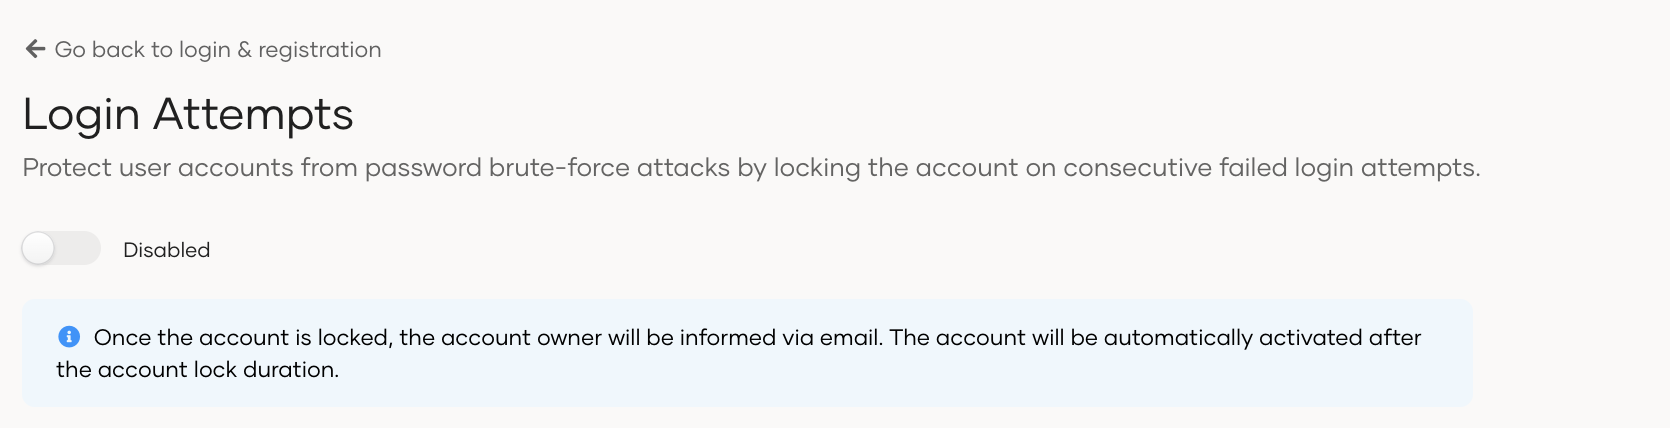 Go back to login & registration
Login Attempts
Protect user accounts from password brute-force attacks by locking the account on consecutive failed login attempts.
Disabled
Once the account is locked, the account owner will be informed via email. The account will be automatically activated after
the account lock duration.